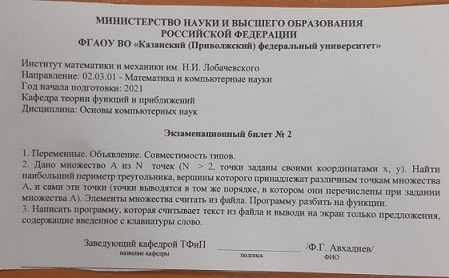 МИНИСТЕРСТВО НАУКИ И ВЫСШЕГО ОБРАЗОВАНИЯ
РОССИЙСКОЙ ФЕДЕРАЦИИ
ФГАОУ ВО «Казанский (Приволжский) федеральный университет»
Институт математики и механики им. Н.И. Лобачевского
Направление: 02.03.01 - Математика и компьютерные науки
Год начала подготовки: 2021
Кафедра теории функций и приближений
Дисциплина: Основы компьютерных наук
Экзаменационный билет № 2
1. Переменные. Объявление. Совместимость типов.
2. Дано множество А из N точек (N > 2, точки заданы своими координатами x, y). Найти
наибольший периметр треугольника, вершины которого принадлежат различным точкам множества
А, и сами эти точки (точки выводятся в том же порядке, в котором они перечислены при задании
множества А). Элементы множества считать из файла. Программу разбить на функции.
3. Написать программу, которая считывает текст из файла и выводи на экран только предложения,
содержащие введенное с клавиатуры слово.
Заведующий кафедрой ТФиП /Ф.Г. Авхадиев/
название кафедры подпись ФИО